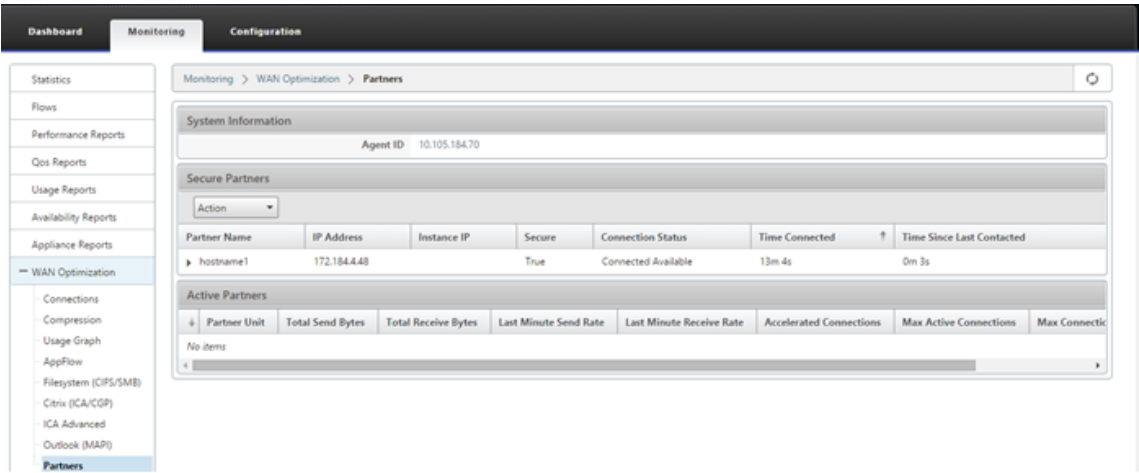 Dashboard Monitoring Configuration
Statistics
Flows
Performance Reports
Qos Reports
Usage Reports
Availability Reports
Appliance Reports
WAN Optimization
Connections
Compression
Usage Graph
AppFlow
Filesystem (CIFS/SMB)
Citrix (ICA/CGP)
ICA Advanced
Outlook (MAPI)
Partners
Monitoring > WAN Optimization > Partners
System Information
Agent ID 10.105.184.70
Secure Partners
Action
Partner Name IP Address Instance IP Secure Connection Status Time Connected Time Since Last Contacted
hostname1 172.184.4.48 True Connected Available 13m 4s 0m 3s
Active Partners
Partner Unit Total Send Bytes Total Receive Bytes Last Minute Send Rate Last Minute Receive Rate Accelerated Connections Max Active Connections Max Connectic
No items